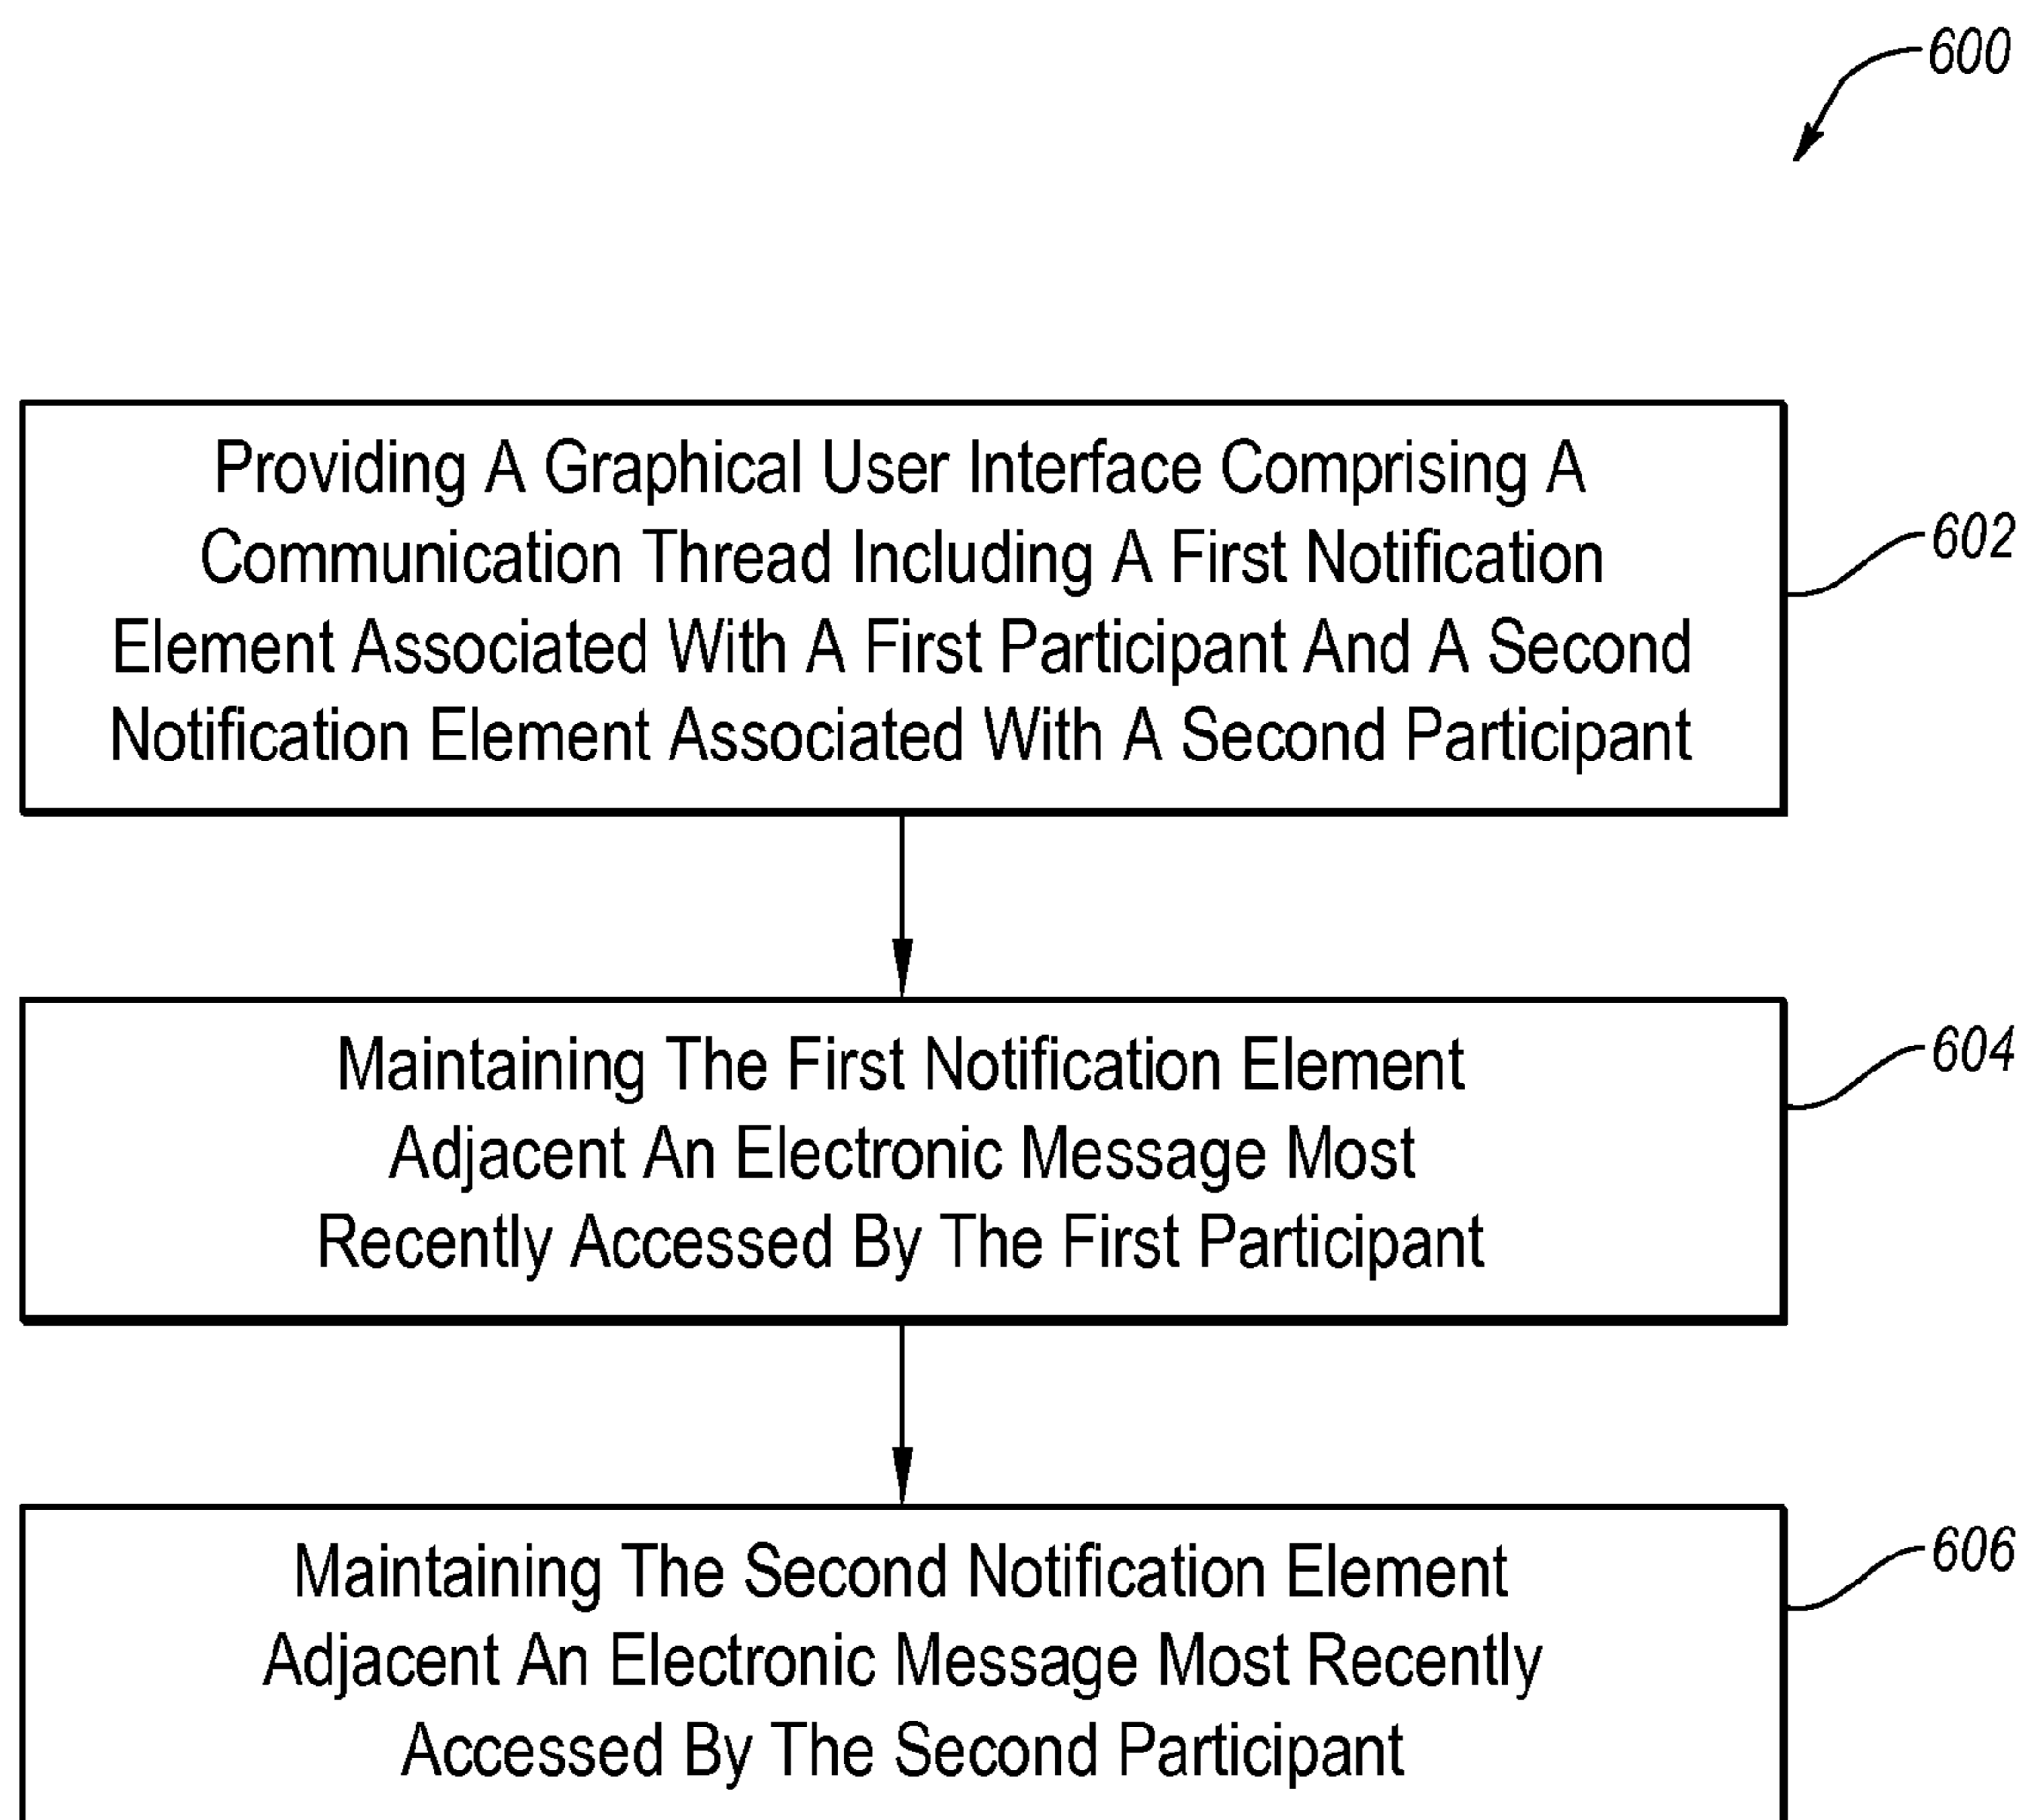 600
Providing A Graphical User Interface Comprising A
Communication Thread Including A First Notification
Element Associated With A First Participant And A Second
Notification Element Associated With A Second Participant
602
Maintaining The First Notification Element
Adjacent An Electronic Message Most
Recently Accessed By The First Participant
604
Maintaining The Second Notification Element
Adjacent An Electronic Message Most Recently
Accessed By The Second Participant
606